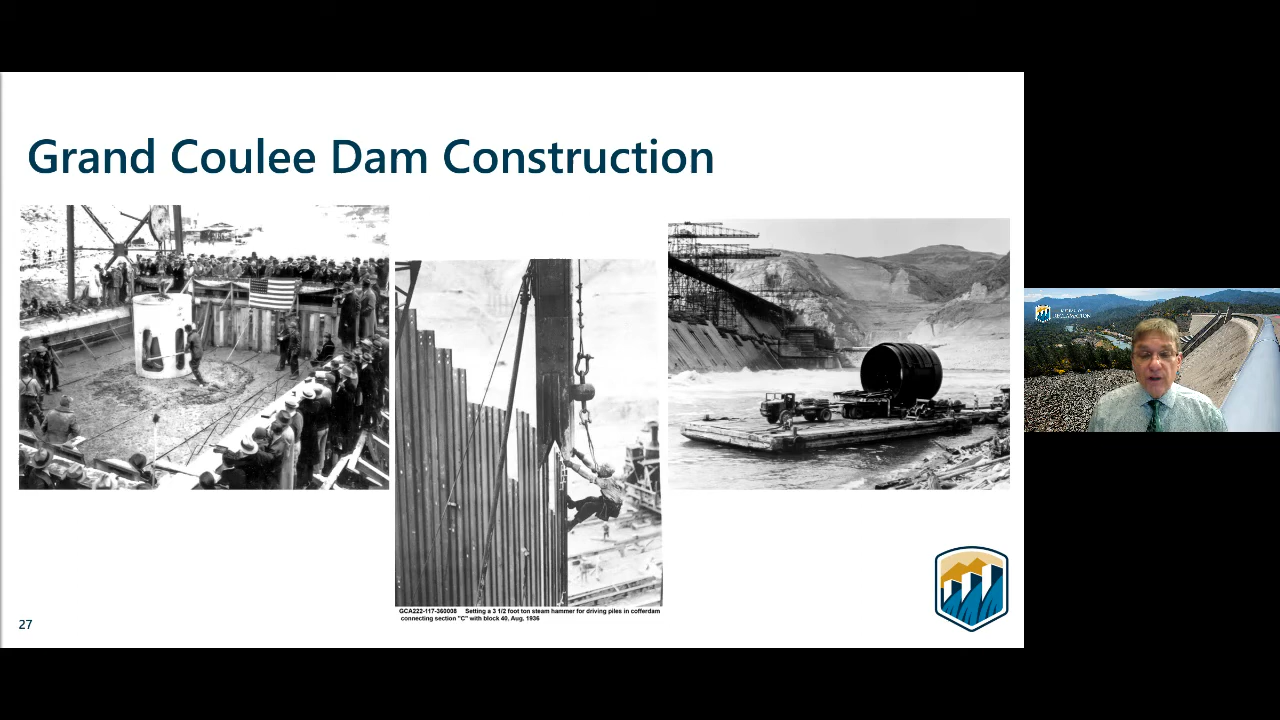 Grand Coulee Dam Construction
GCA222-117-360008 Setting a 3 1/2 foot ton steam hammer for driving piles in cofferdam
connecting section "C" with block 40. Aug, 1936
27
RECLAMATION